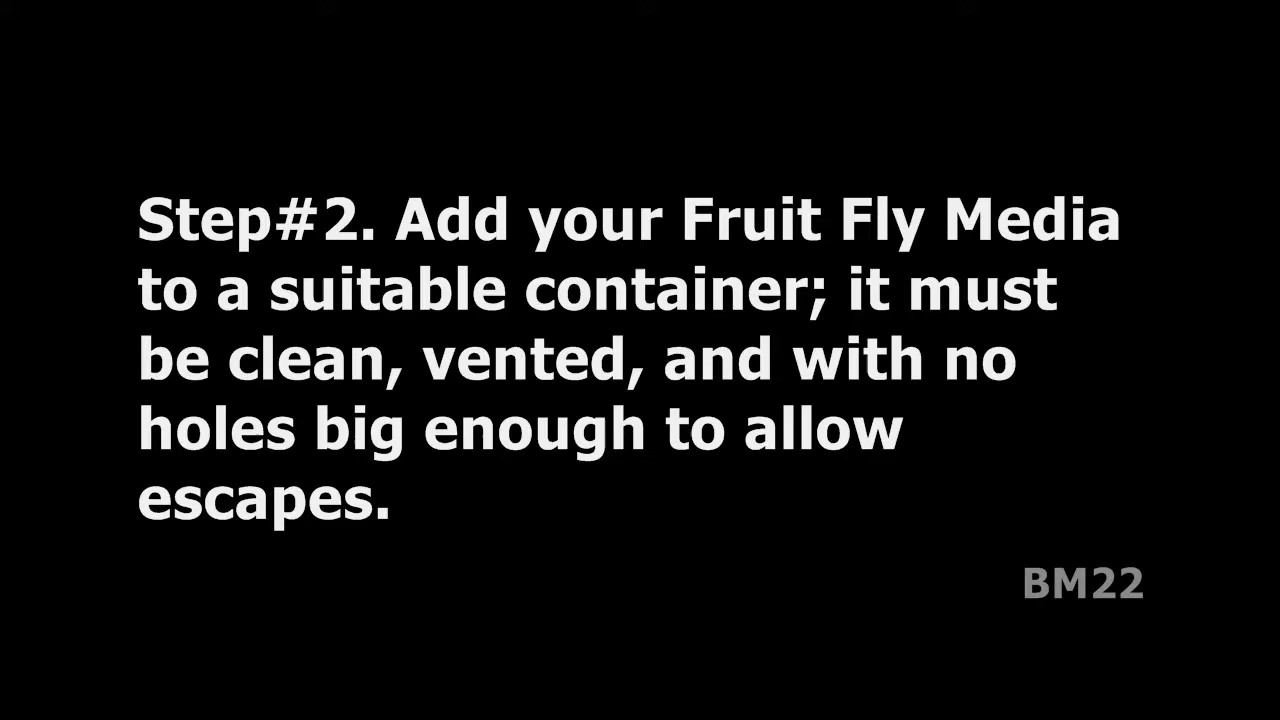 Step#2. Add your Fruit Fly Media
to a suitable container; it must
be clean, vented, and with no
holes big enough to allow
escapes.
BM22